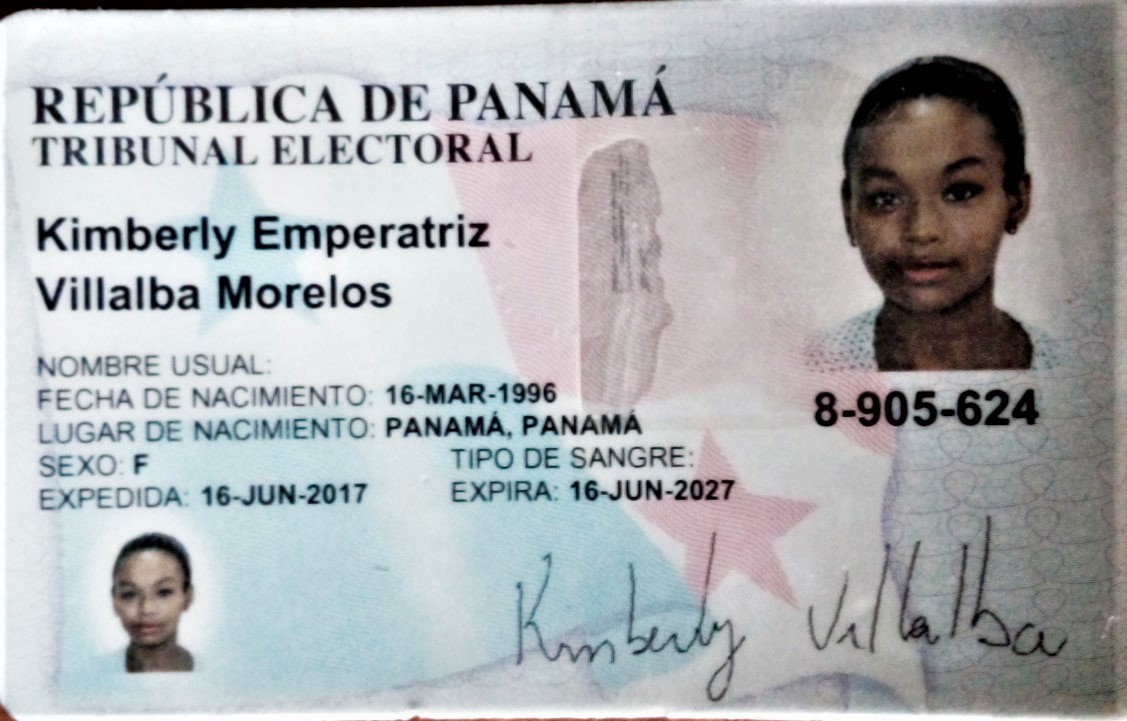 REPÚBLICA DE PANAMÁ
TRIBUNAL ELECTORAL
Kimberly Emperatriz
Villalba Morelos
NOMBRE USUAL:
FECHA DE NACIMIENTO: 16-MAR-1996
LUGAR DE NACIMIENTO: PANAMÁ, PANAMÁ
SEXO: F TIPO DE SANGRE:
EXPEDIDA: 16-JUN-2017 EXPIRA: 16-JUN-2027
8-905-624
Kimberly Villalba